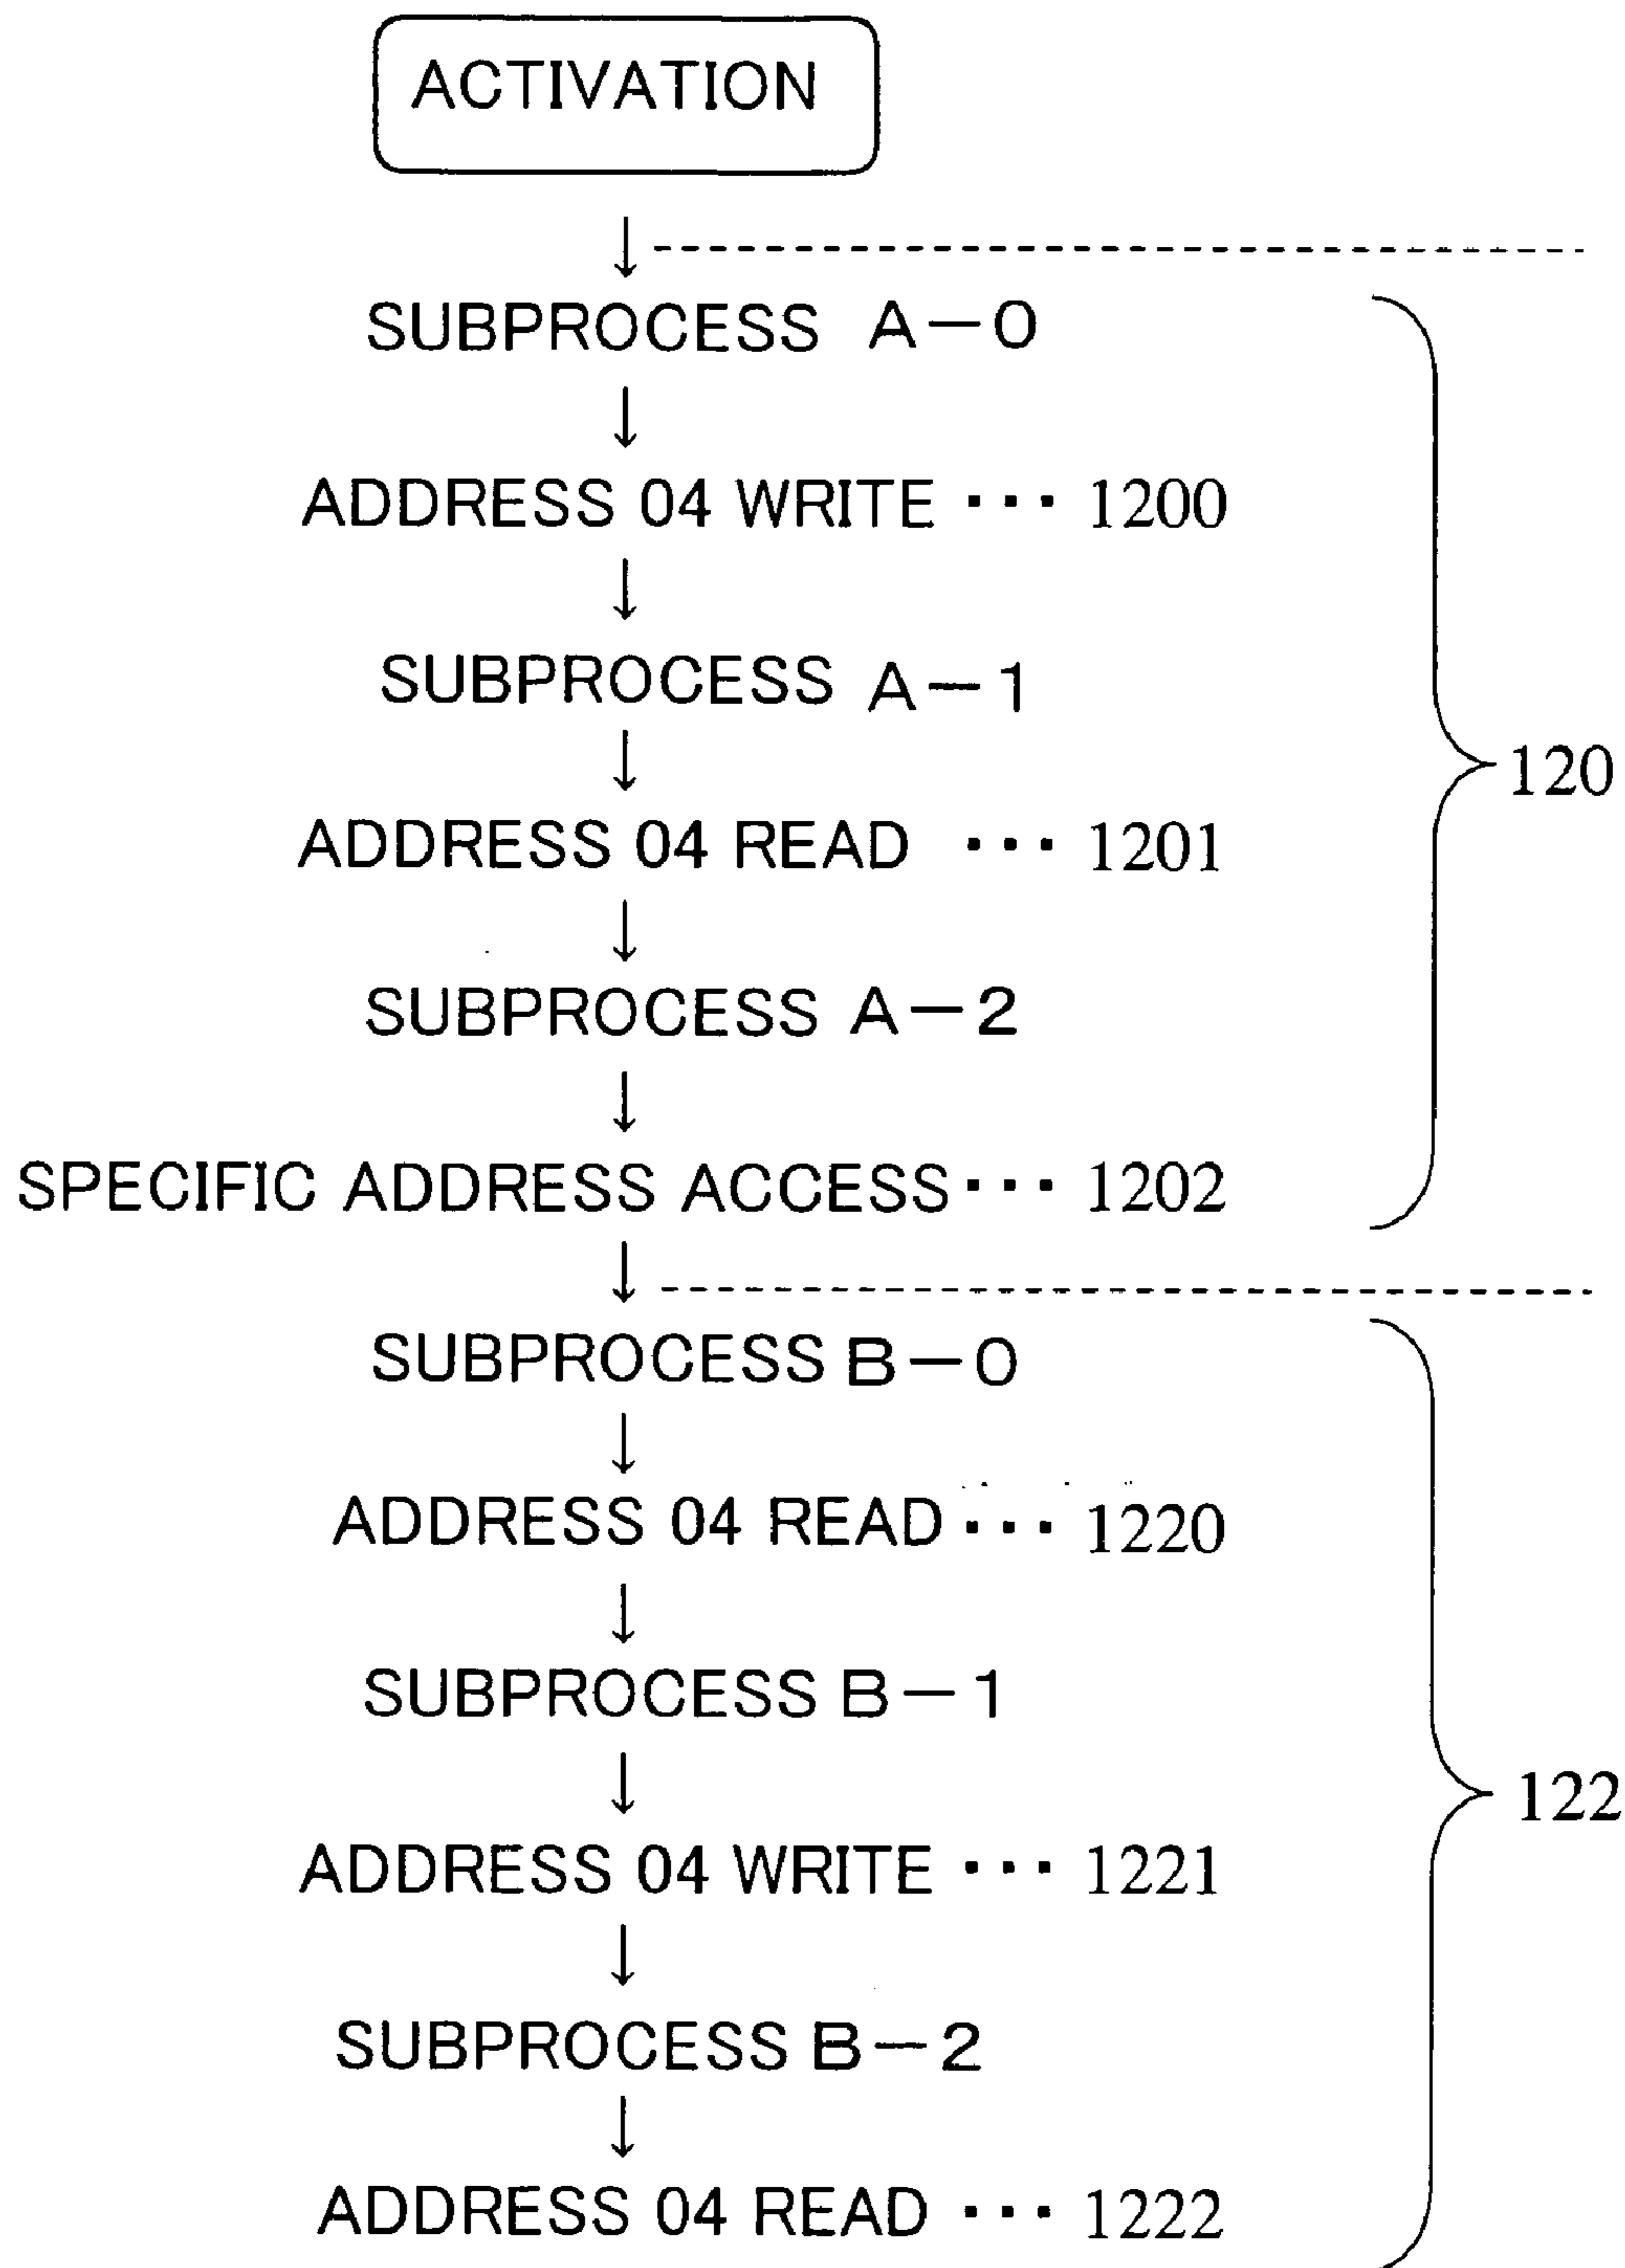 ACTIVATION
SUBPROCESS A－0
ADDRESS 04 WRITE ･･･ 1200
SUBPROCESS A－1
120
ADDRESS 04 READ ･･･ 1201
SUBPROCESS A－2
SPECIFIC ADDRESS ACCESS ･･･ 1202
SUBPROCESS B－0
ADDRESS 04 READ ･･･ 1220
SUBPROCESS B－1
122
ADDRESS 04 WRITE ･･･ 1221
SUBPROCESS B－2
ADDRESS 04 READ ･･･ 1222